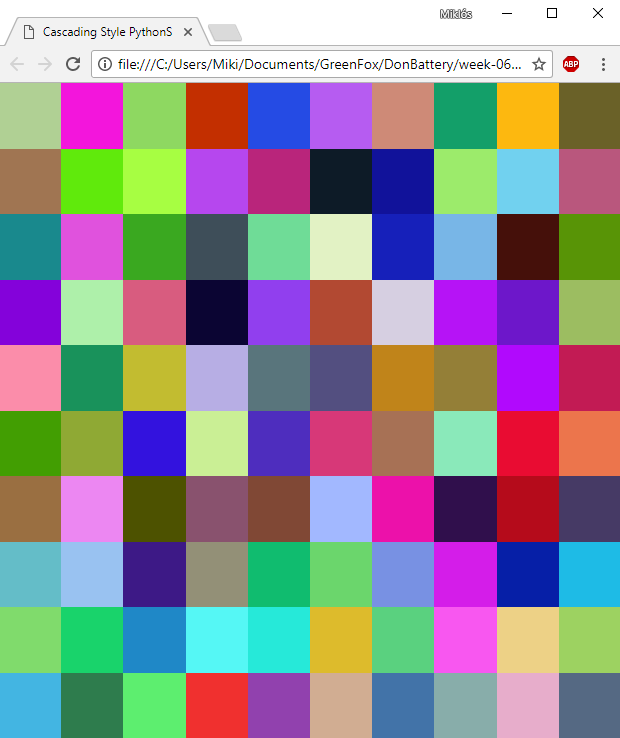 Miklós
Cascading Style PythonS
file:///C:/Users/Miki/Documents/GreenFox/DonBattery/week-06...
ABP